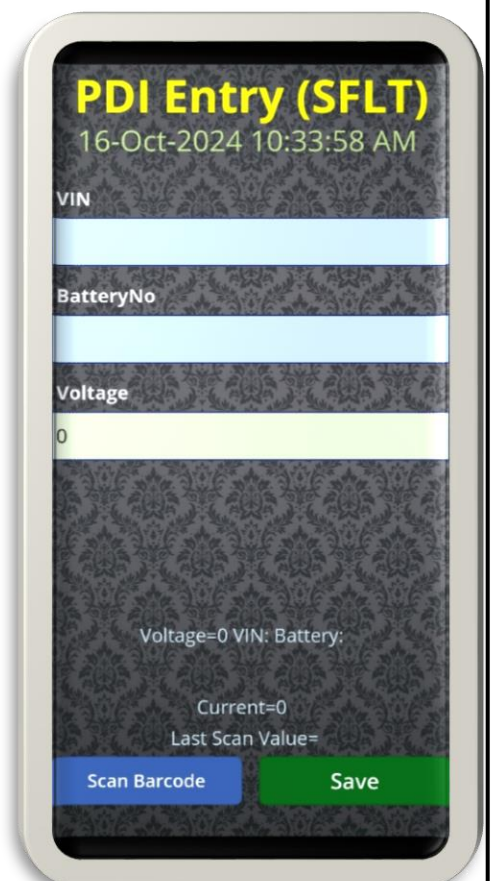 PDI Entry (SFLT)
16-Oct-2024 10:33:58 AM
VIN
BatteryNo
Voltage
0
Voltage=0 VIN: Battery:
Current=0
Last Scan Value=
Scan Barcode Save